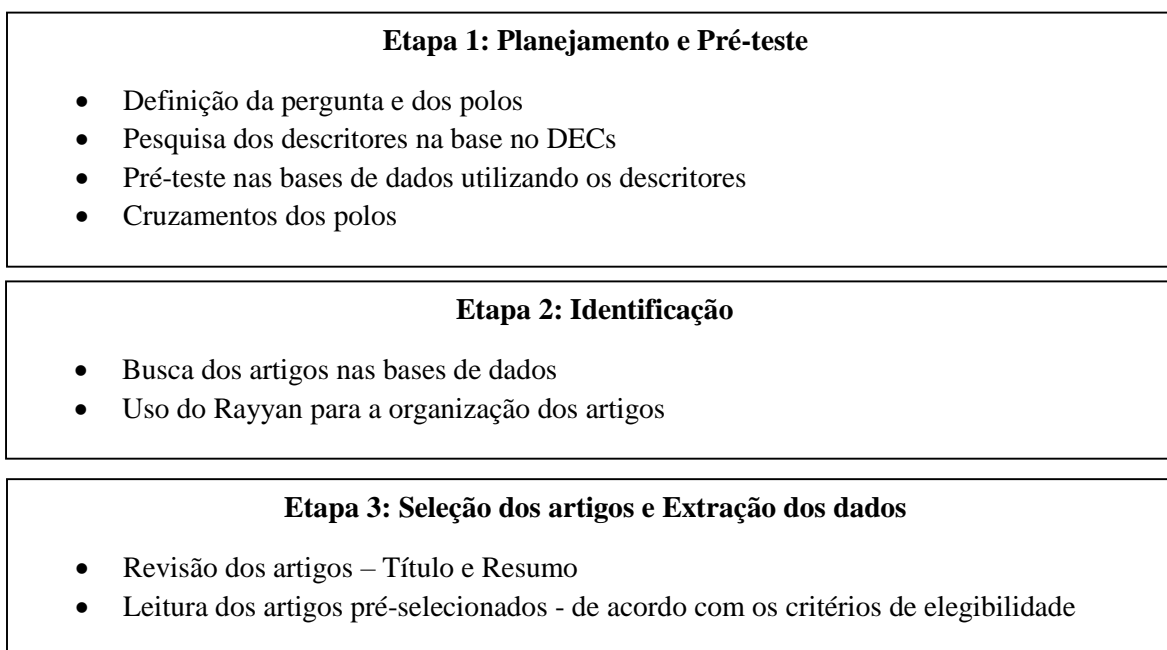 Etapa 1: Planejamento e Pré-teste
• Definição da pergunta e dos polos
• Pesquisa dos descritores na base no DECs
• Pré-teste nas bases de dados utilizando os descritores
• Cruzamentos dos polos
Etapa 2: Identificação
• Busca dos artigos nas bases de dados
• Uso do Rayyan para a organização dos artigos
Etapa 3: Seleção dos artigos e Extração dos dados
• Revisão dos artigos – Título e Resumo
• Leitura dos artigos pré-selecionados - de acordo com os critérios de elegibilidade